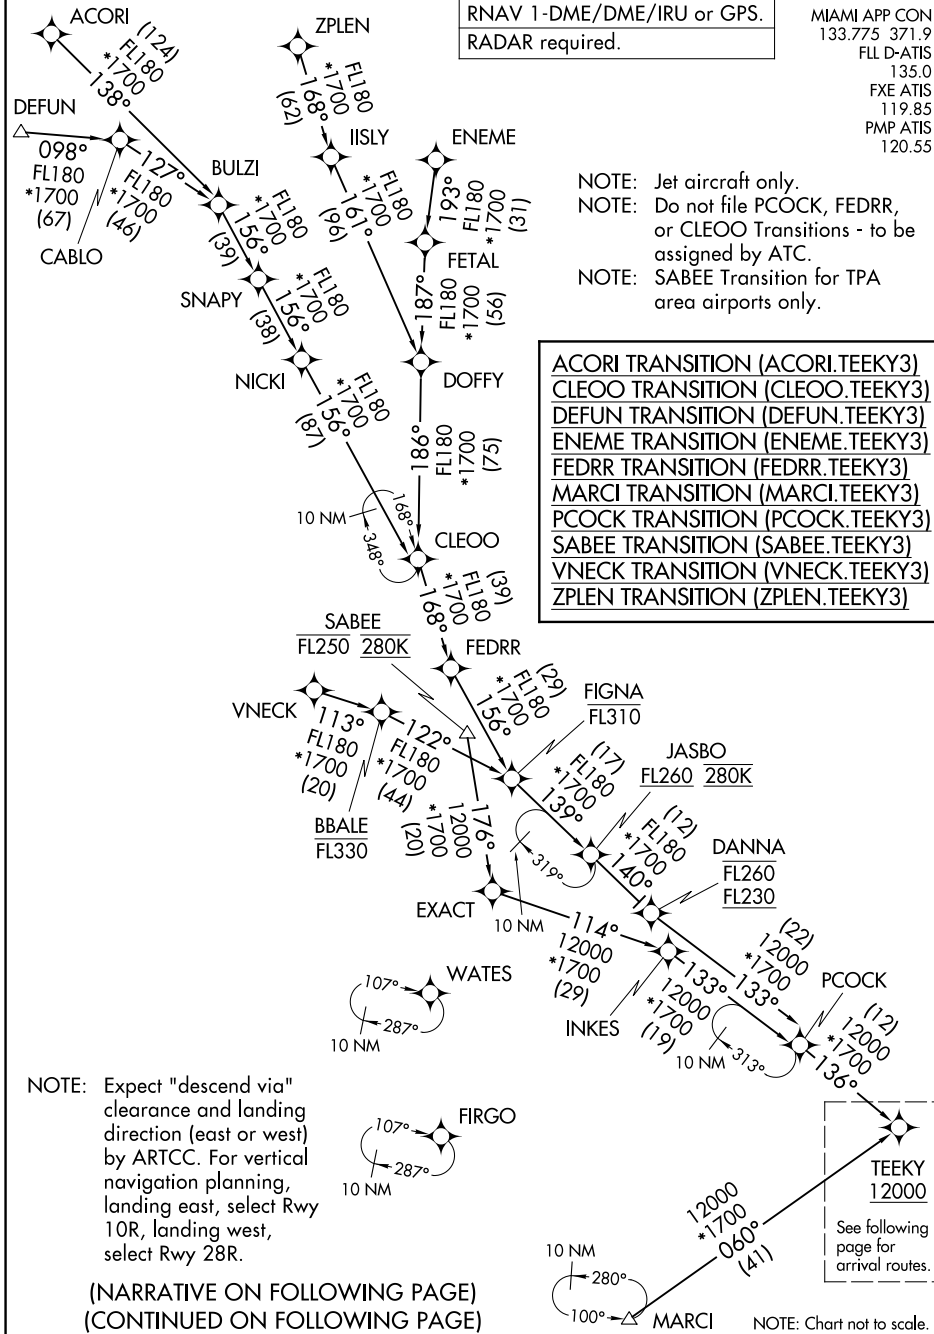 RNAV 1-DME/DME/IRU or GPS.
RADAR required.
MIAMI APP CON
133.775 371.9
FLL D-ATIS
135.0
FXE ATIS
119.85
PMP ATIS
120.55
NOTE: Jet aircraft only.
NOTE: Do not file PCOCK, FEDRR,
or CLEOO Transitions - to be
assigned by ATC.
NOTE: SABEE Transition for TPA
area airports only.
ACORI TRANSITION (ACORI.TEEKY3)
CLEOO TRANSITION (CLEOO.TEEKY3)
DEFUN TRANSITION (DEFUN.TEEKY3)
ENEME TRANSITION (ENEME.TEEKY3)
FEDRR TRANSITION (FEDRR.TEEKY3)
MARCI TRANSITION (MARCI.TEEKY3)
PCOCK TRANSITION (PCOCK.TEEKY3)
SABEE TRANSITION (SABEE.TEEKY3)
VNECK TRANSITION (VNECK.TEEKY3)
ZPLEN TRANSITION (ZPLEN.TEEKY3)
ACORI
(124)
FL180
*1700
138°
DEFUN
098°
FL180
*1700
(67)
CABLO
127°
FL180
*1700
(46)
BULZI
FL180
*1700
156°
(39)
SNAPY
FL180
*1700
156°
(38)
NICKI
FL180
*1700
156°
(87)
ZPLEN
FL180
*1700
168°
(62)
IISLY
FL180
*1700
161°
(96)
ENEME
193°
FL180
*1700
(31)
FETAL
187°
FL180
*1700
(56)
DOFFY
186°
FL180
*1700
(75)
10 NM
168°
348°
CLEOO
(39)
FL180
*1700
168°
FEDRR
(29)
FL180
*1700
156°
SABEE
FL250 280K
VNECK
113°
FL180
*1700
(20)
BBALE
FL330
122°
FL180
*1700
(44)
176°
12000
*1700
(20)
FIGNA
FL310
(17)
FL180
*1700
139°
JASBO
FL260 280K
319°
10 NM
(12)
FL180
*1700
140°
DANNA
FL260
FL230
EXACT
114°
12000
*1700
(29)
INKES
133°
12000
*1700
(19)
(22)
12000
*1700
133°
PCOCK
313°
10 NM
(12)
12000
*1700
136°
WATES
107°
287°
10 NM
FIRGO
107°
287°
10 NM
TEEKY
12000
See following
page for
arrival routes.
12000
*1700
060°
(41)
10 NM
280°
100°
MARCI
NOTE: Expect "descend via"
clearance and landing
direction (east or west)
by ARTCC. For vertical
navigation planning,
landing east, select Rwy
10R, landing west,
select Rwy 28R.
(NARRATIVE ON FOLLOWING PAGE)
(CONTINUED ON FOLLOWING PAGE)
NOTE: Chart not to scale.